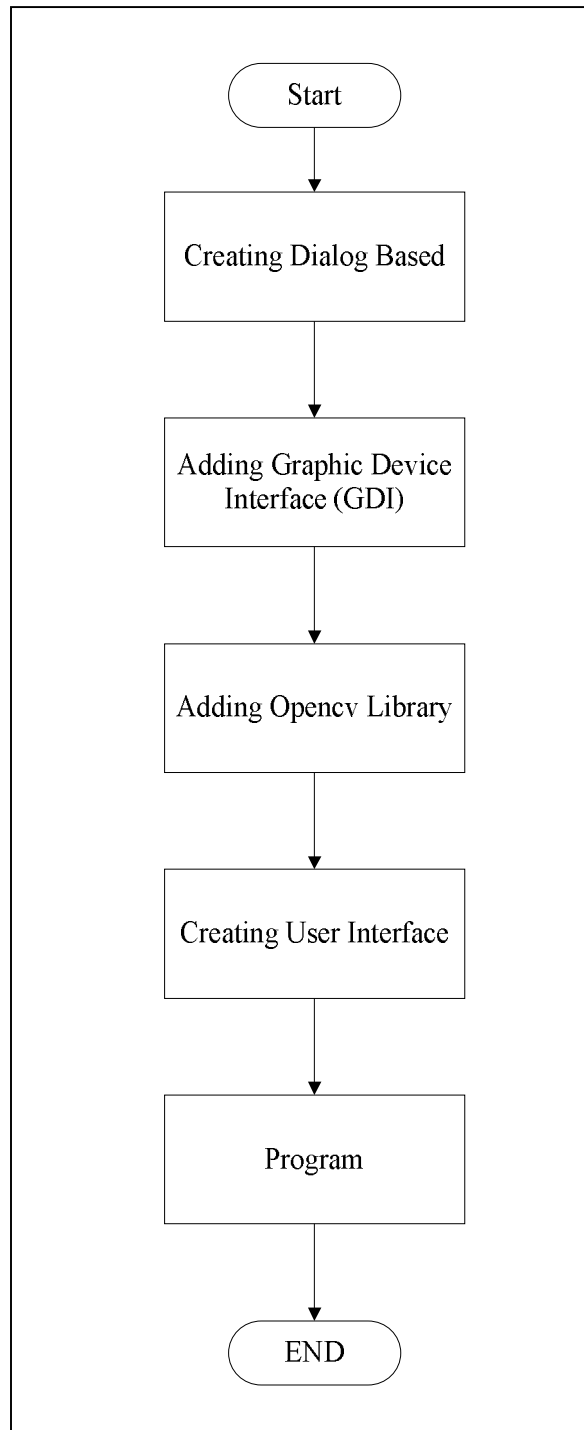 Start
Creating Dialog Based
Adding Graphic Device
Interface (GDI)
Adding Opencv Library
Creating User Interface
Program
END